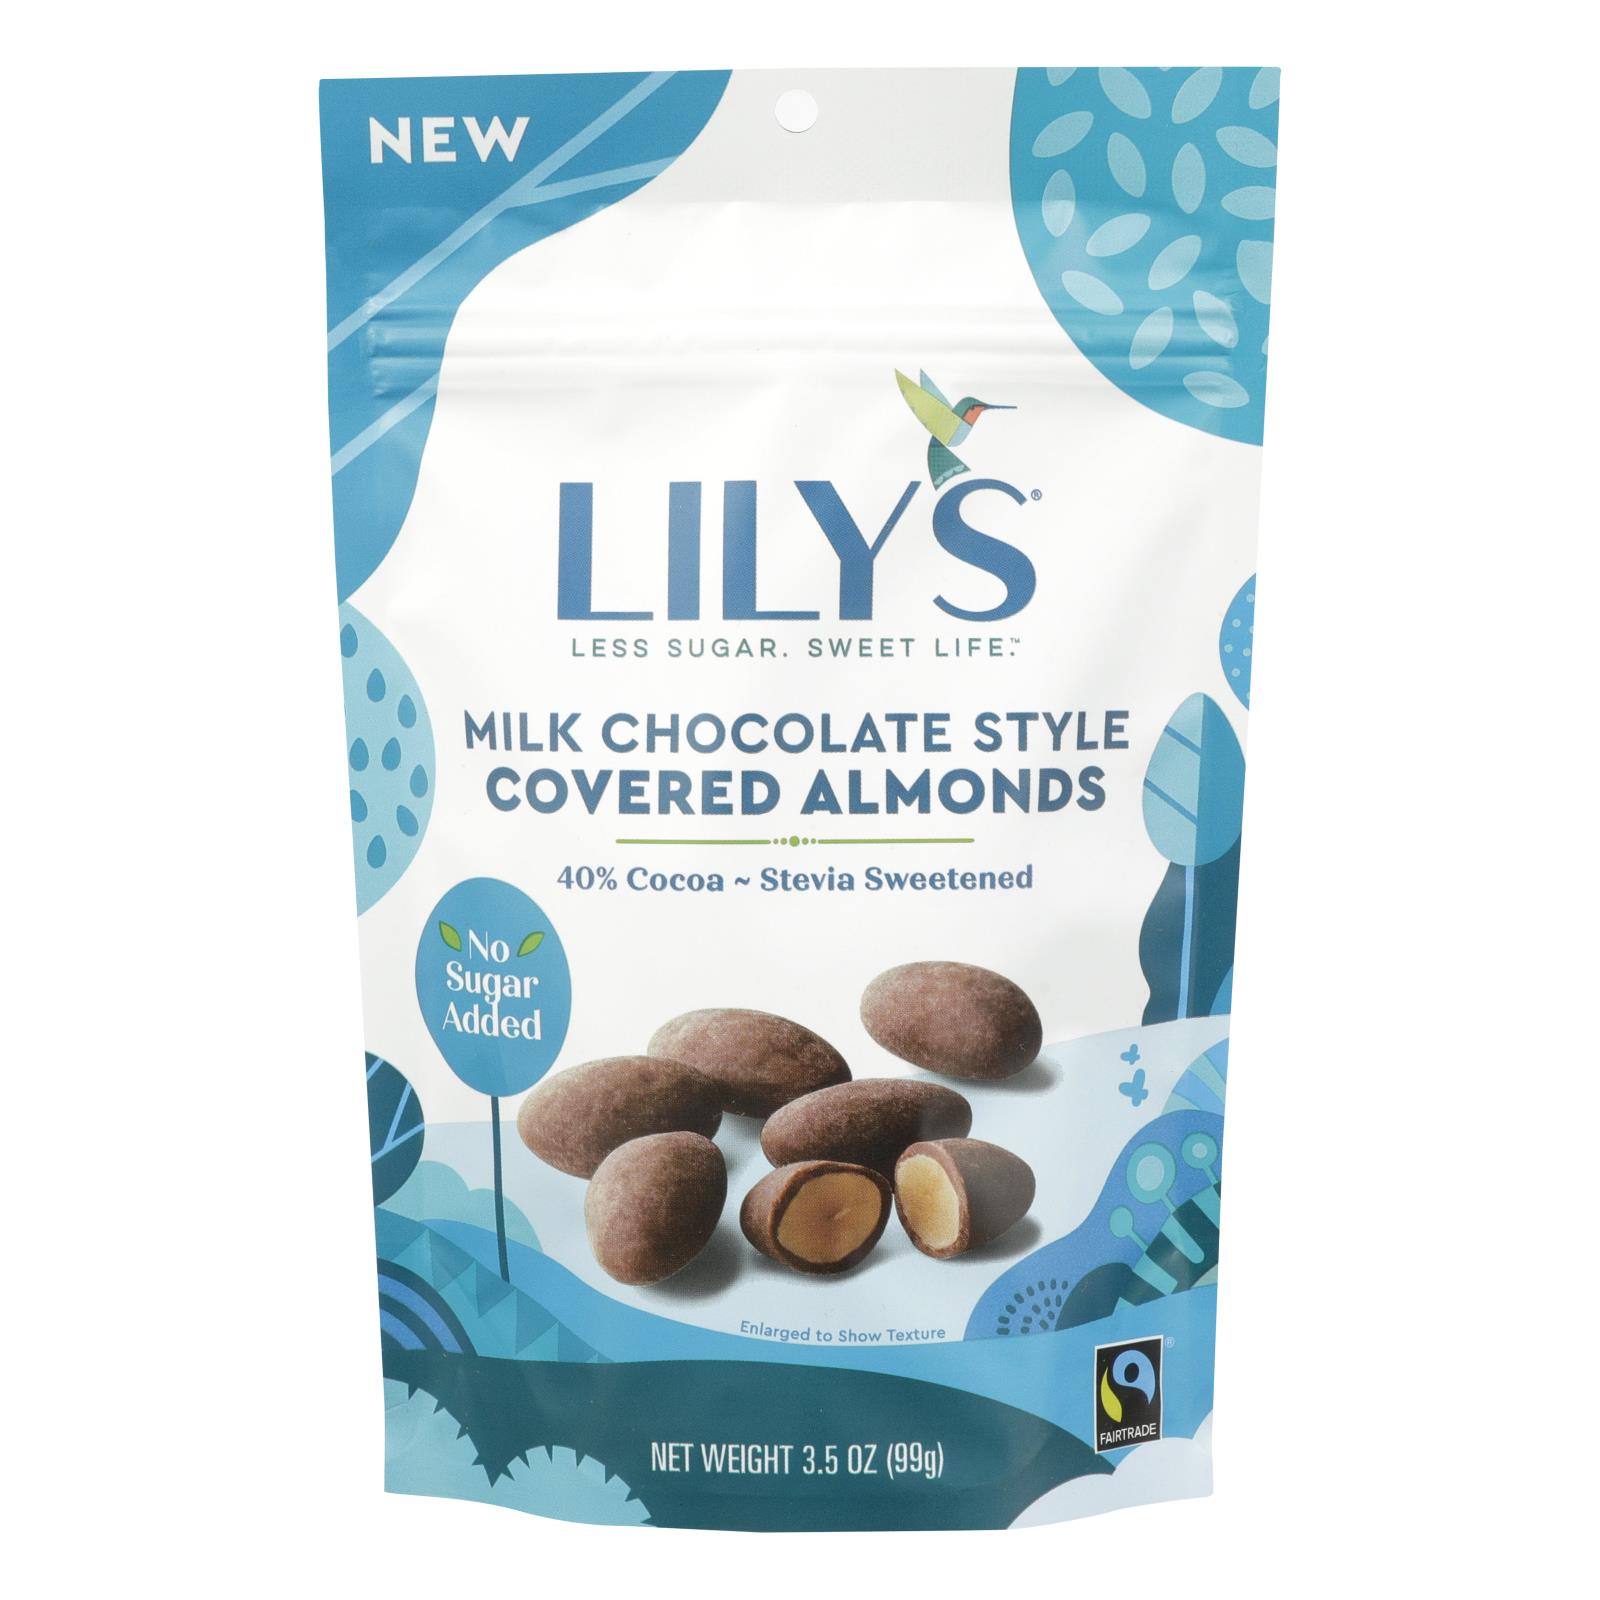 NEW
LILY'S®
LESS SUGAR. SWEET LIFE.™
MILK CHOCOLATE STYLE
COVERED ALMONDS
40% Cocoa ~ Stevia Sweetened
No
Sugar
Added
Enlarged to Show Texture
®
FAIRTRADE
NET WEIGHT 3.5 OZ (99g)